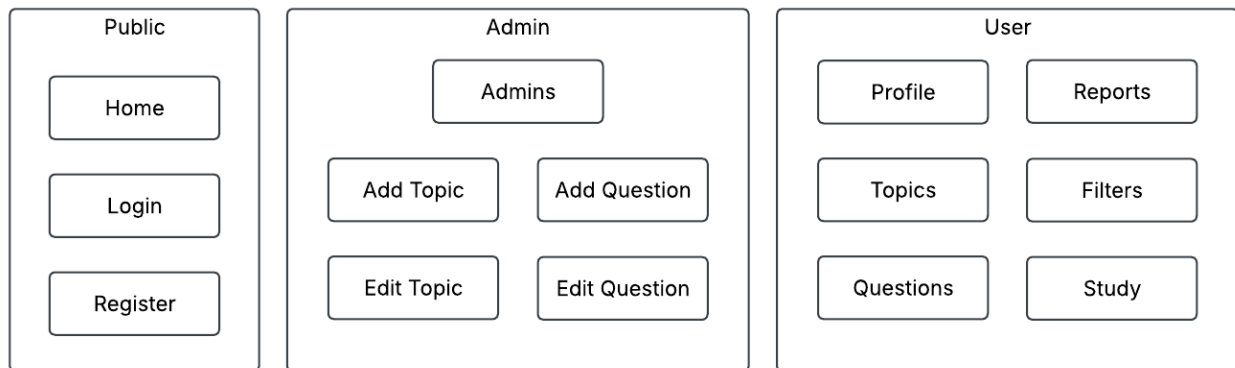 Public
Home
Login
Register
Admin
Admins
Add Topic
Add Question
Edit Topic
Edit Question
User
Profile
Reports
Topics
Filters
Questions
Study